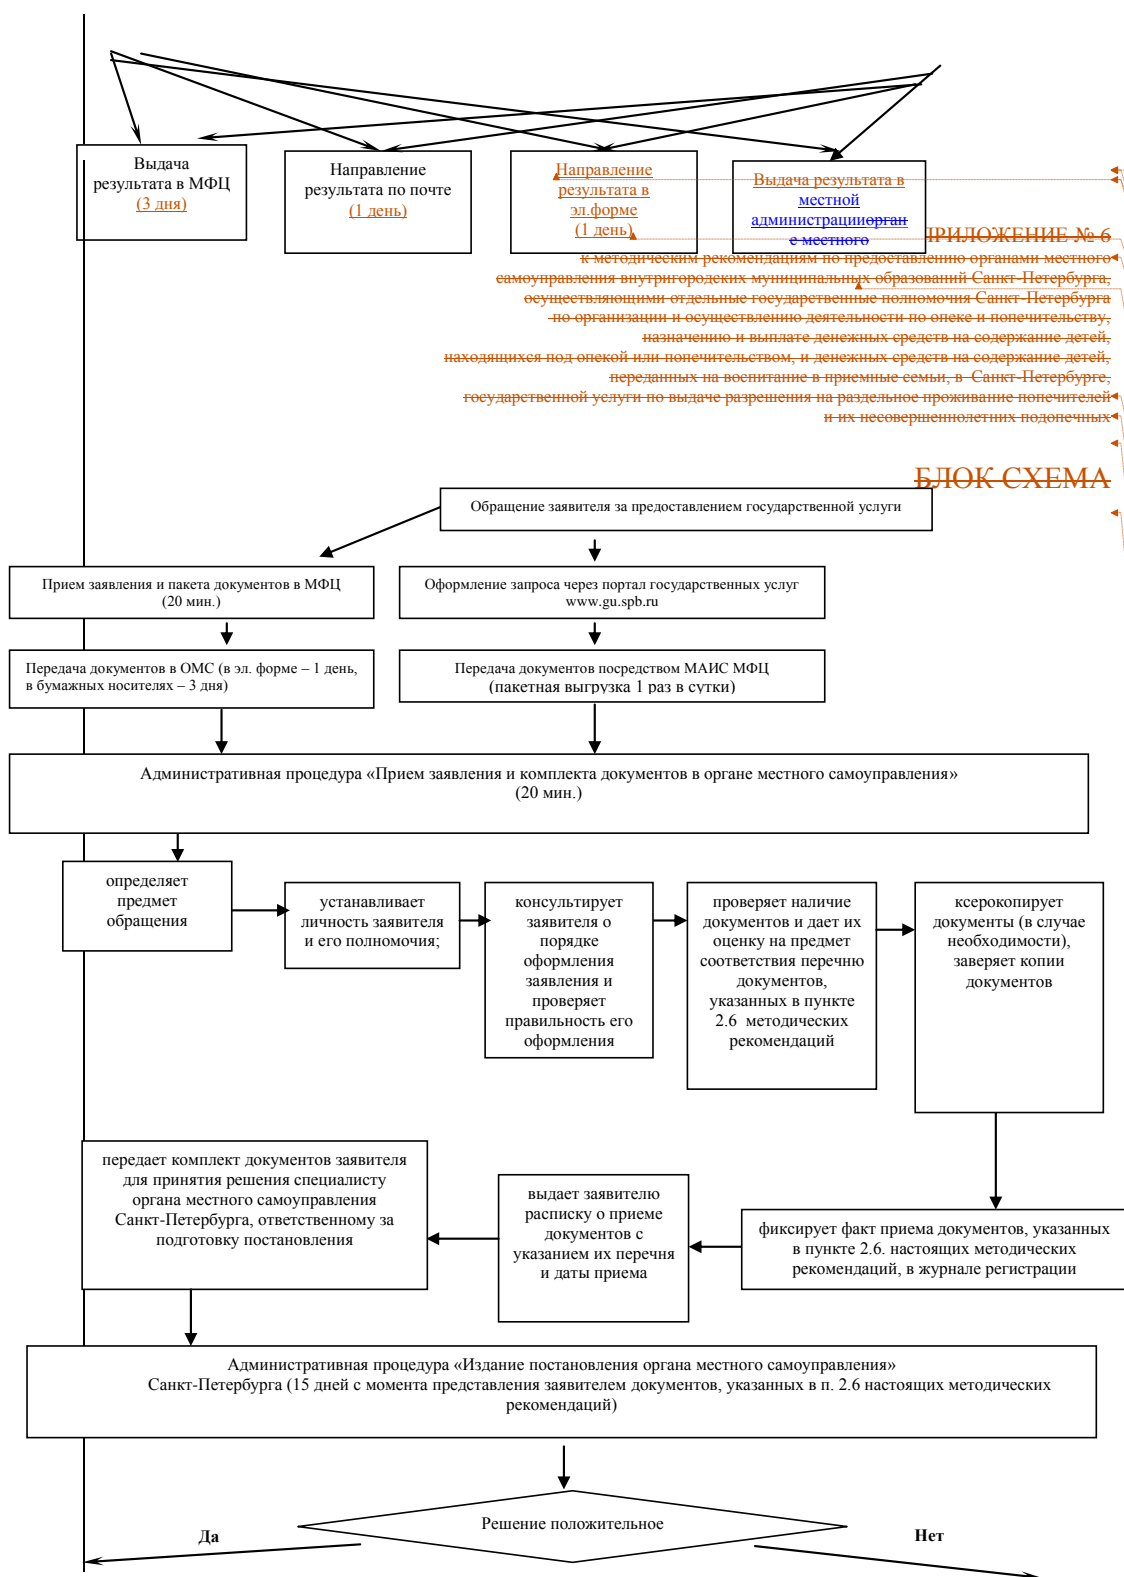 Выдача
результата в МФЦ
(3 дня)
Направление
результата по почте
(1 день)
Направление
результата в
эл.форме
(1 день)
Выдача результата в
местной
администрацииорган
е местного
ПРИЛОЖЕНИЕ № 6
к методическим рекомендациям по предоставлению органами местного
самоуправления внутригородских муниципальных образований Санкт-Петербурга,
осуществляющими отдельные государственные полномочия Санкт-Петербурга
по организации и осуществлению деятельности по опеке и попечительству,
назначению и выплате денежных средств на содержание детей,
находящихся под опекой или попечительством, и денежных средств на содержание детей,
переданных на воспитание в приемные семьи, в Санкт-Петербурге,
государственной услуги по выдаче разрешения на раздельное проживание попечителей
и их несовершеннолетних подопечных
БЛОК-СХЕМА
Обращение заявителя за предоставлением государственной услуги
Прием заявления и пакета документов в МФЦ
(20 мин.)
Оформление запроса через портал государственных услуг
www.gu.spb.ru
Передача документов в ОМС (в эл. форме – 1 день,
в бумажных носителях – 3 дня)
Передача документов посредством МАИС МФЦ
(пакетная выгрузка 1 раз в сутки)
Административная процедура «Прием заявления и комплекта документов в органе местного самоуправления»
(20 мин.)
определяет
предмет
обращения
устанавливает
личность заявителя
и его полномочия;
консультирует
заявителя о
порядке
оформления
заявления и
проверяет
правильность его
оформления
проверяет наличие
документов и дает их
оценку на предмет
соответствия перечню
документов,
указанных в пункте
2.6 методических
рекомендаций
ксерокопирует
документы (в случае
необходимости),
заверяет копии
документов
фиксирует факт приема документов, указанных
в пункте 2.6. настоящих методических
рекомендаций, в журнале регистрации
выдает заявителю
расписку о приеме
документов с
указанием их перечня
и даты приема
передает комплект документов заявителя
для принятия решения специалисту
органа местного самоуправления
Санкт-Петербурга, ответственному за
подготовку постановления
Административная процедура «Издание постановления органа местного самоуправления»
Санкт-Петербурга (15 дней с момента представления заявителем документов, указанных в п. 2.6 настоящих методических
рекомендаций)
Решение положительное
Да
Нет